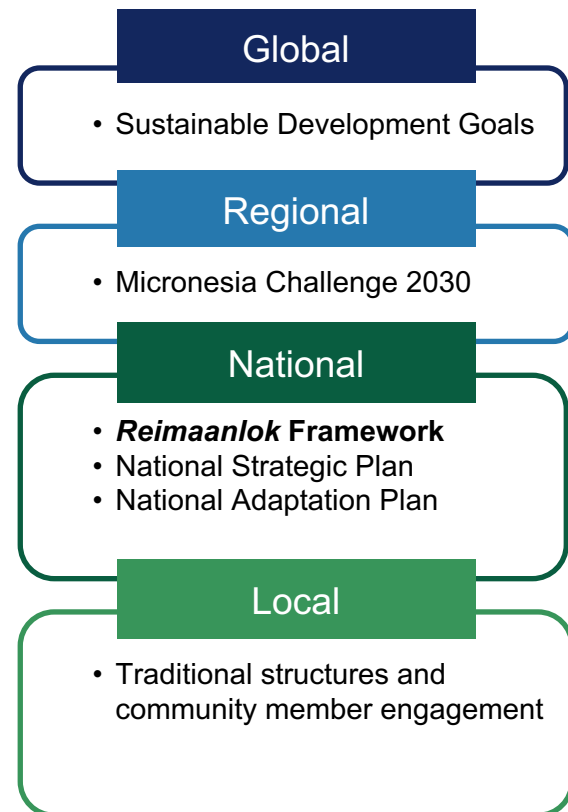 Global
• Sustainable Development Goals
Regional
• Micronesia Challenge 2030
National
• Reimaanlok Framework
• National Strategic Plan
• National Adaptation Plan
Local
• Traditional structures and
community member engagement